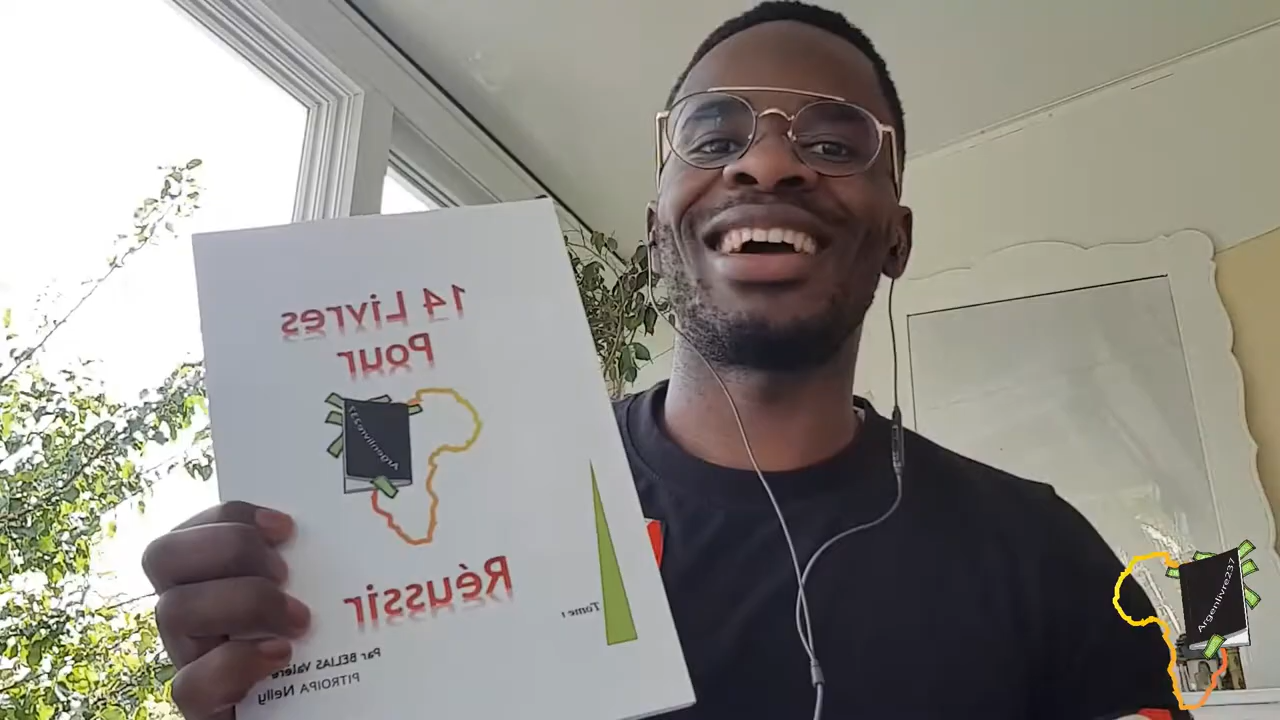 14 Livres
Pour
Argenlivre237
Réussir
Tome 1
Par BELIAS Valère
PITROIPA Nelly
Argenlivre237